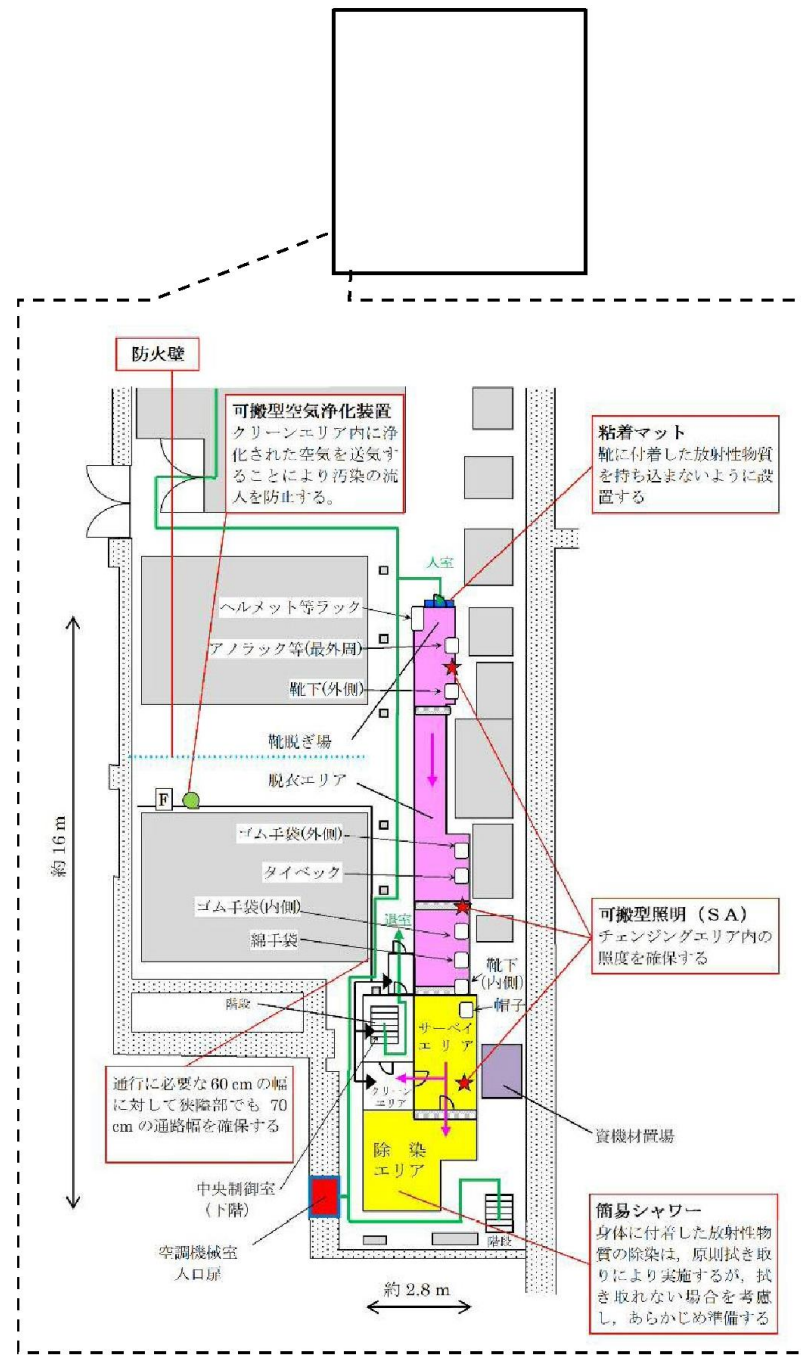 防火壁
可搬型空気浄化装置
クリーンエリア内に浄
化された空気を送気す
ることにより汚染の流
入を防止する。
粘着マット
靴に付着した放射性物質
を持ち込まないように設
置する
入室
ヘルメット等ラック
アノラック等(最外周)
靴下(外側)
靴脱ぎ場
脱衣エリア
F
ゴム手袋(外側)
タイベック
ゴム手袋(内側)
綿手袋
退室
約16 m
可搬型照明(SA)
チェンジングエリア内の
照度を確保する
靴下
(内側)
帽子
階段
サーベイ
エリア
クリーン
エリア
通行に必要な60 cmの幅
に対して狭隘部でも 70
cmの通路幅を確保する
資機材置場
除 染
エリア
中央制御室
(下階)
空調機械室
入口扉
階段
簡易シャワー
身体に付着した放射性物
質の除染は,原則拭き取
りにより実施するが,拭
き取れない場合を考慮
し,あらかじめ準備する
約 2.8 m